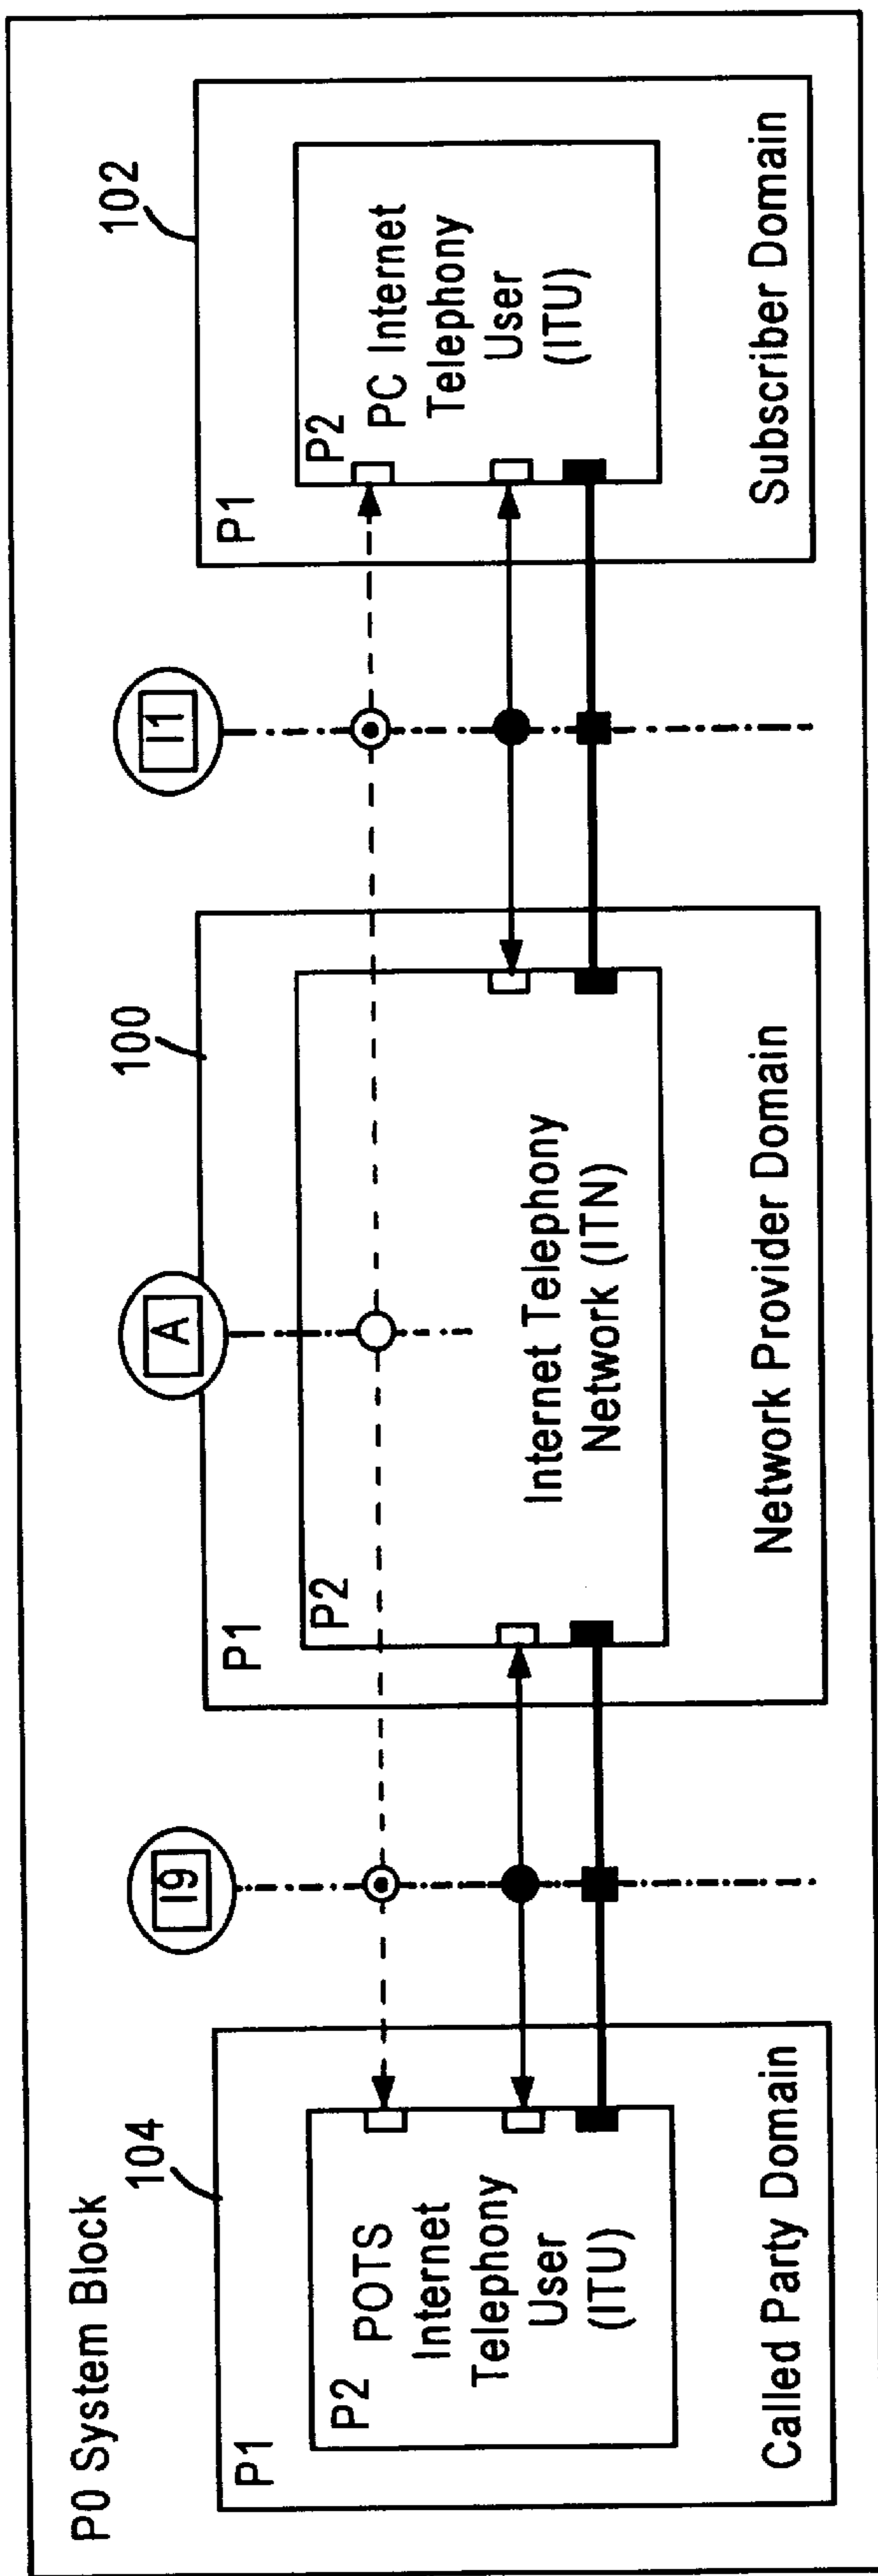 P0 System Block
104
P1
P2
POTS
Internet
Telephony
User
(ITU)
Called Party Domain
I9
100
P1
P2
A
Internet Telephony
Network (ITN)
Network Provider Domain
I1
102
P1
P2
PC Internet
Telephony
User
(ITU)
Subscriber Domain